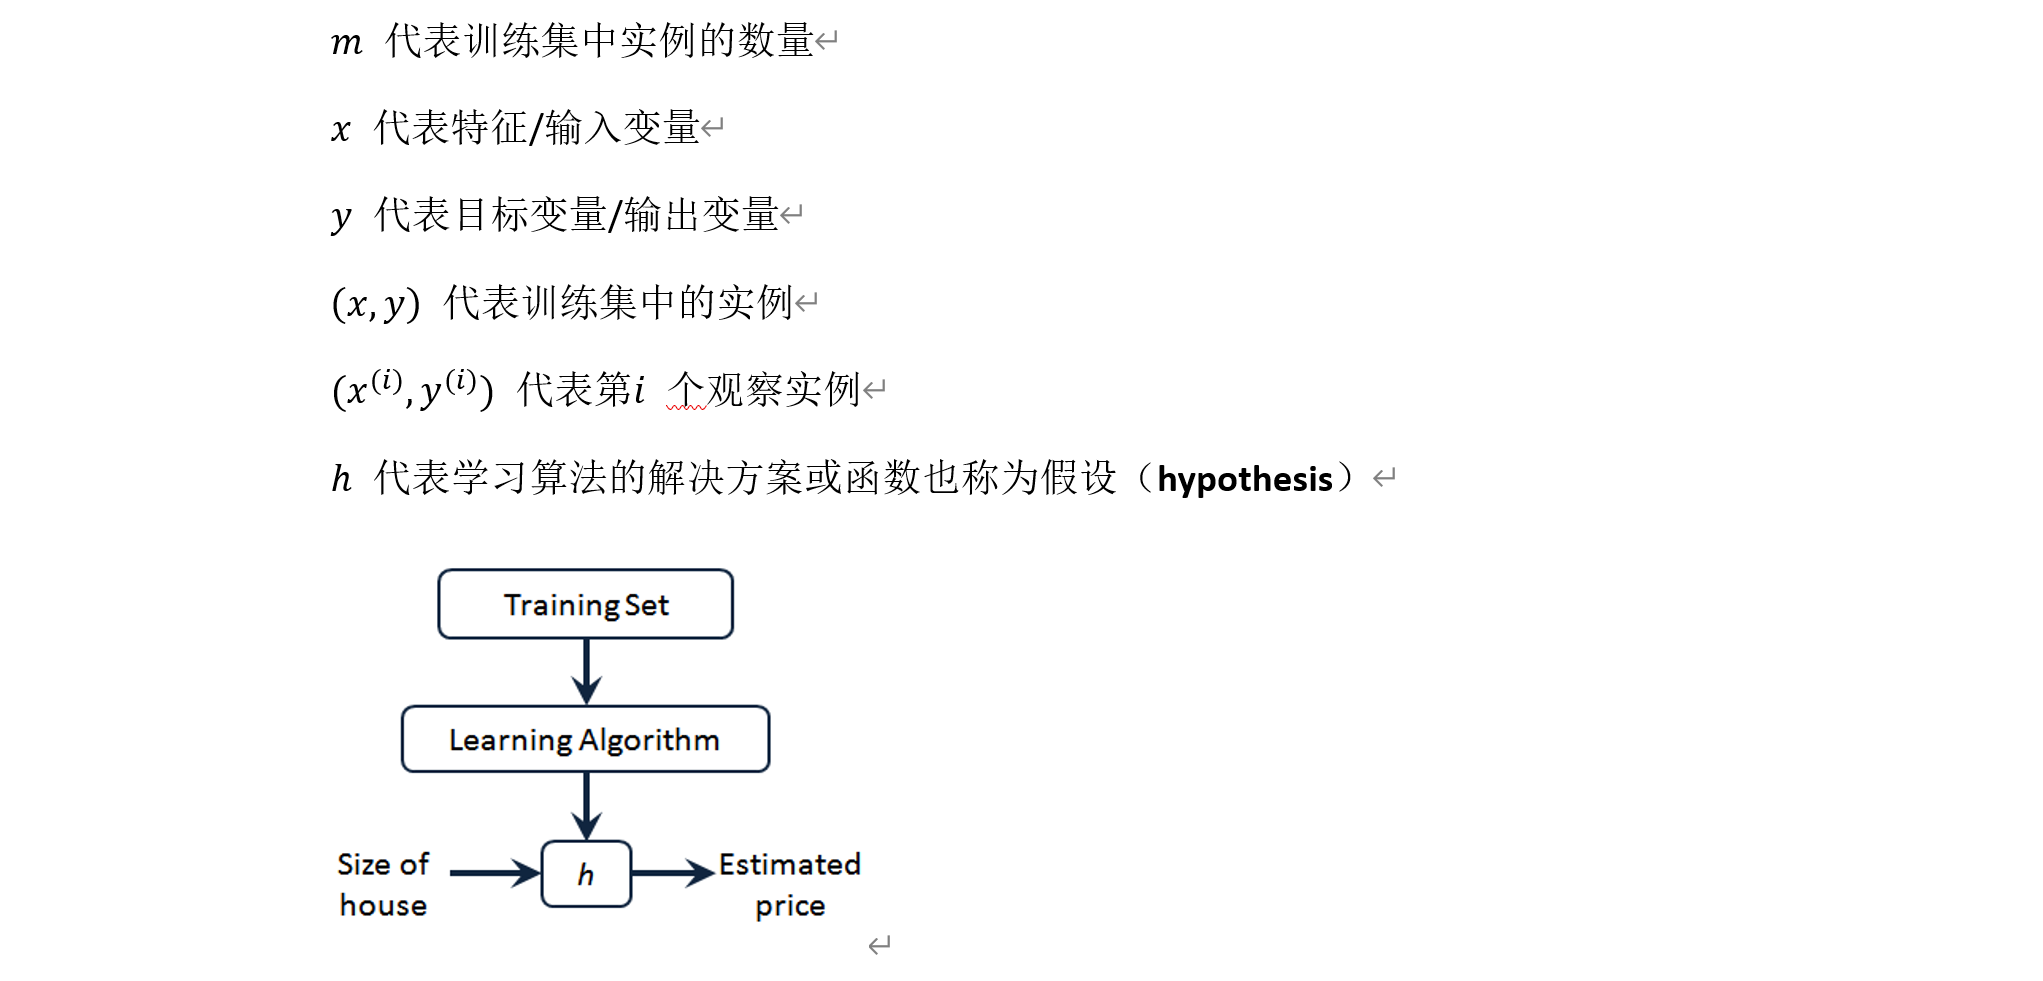 m 代表训练集中实例的数量
x 代表特征/输入变量
y 代表目标变量/输出变量
(x,y) 代表训练集中的实例
(x⁽ⁱ⁾,y⁽ⁱ⁾) 代表第i 个观察实例
h 代表学习算法的解决方案或函数也称为假设（hypothesis）
Training Set
Learning Algorithm
Size of
house
h
Estimated
price